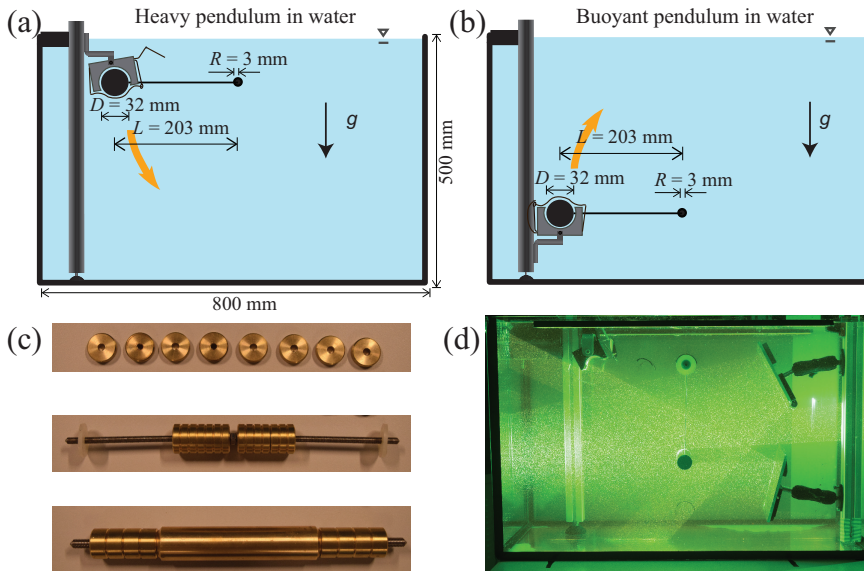 (a)
Heavy pendulum in water
R = 3 mm
D = 32 mm
L = 203 mm
g
500 mm
800 mm
(b)
Buoyant pendulum in water
g
L = 203 mm
D = 32 mm
R = 3 mm
(c)
(d)